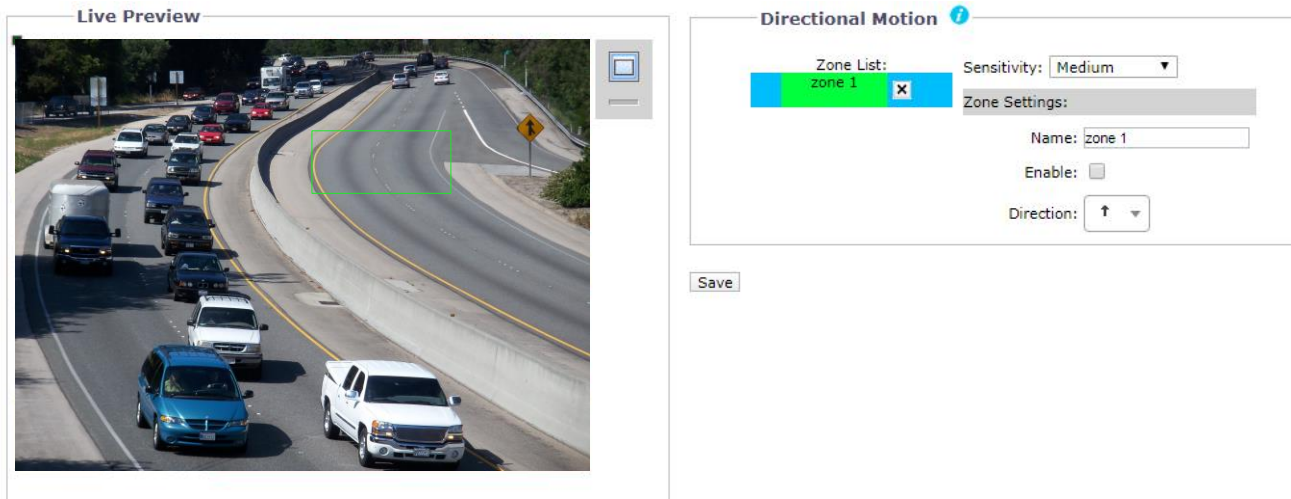 Live Preview
Directional Motion i
Zone List:
zone 1 x
Sensitivity: Medium
Zone Settings:
Name: zone 1
Enable:
Direction: ↑
Save